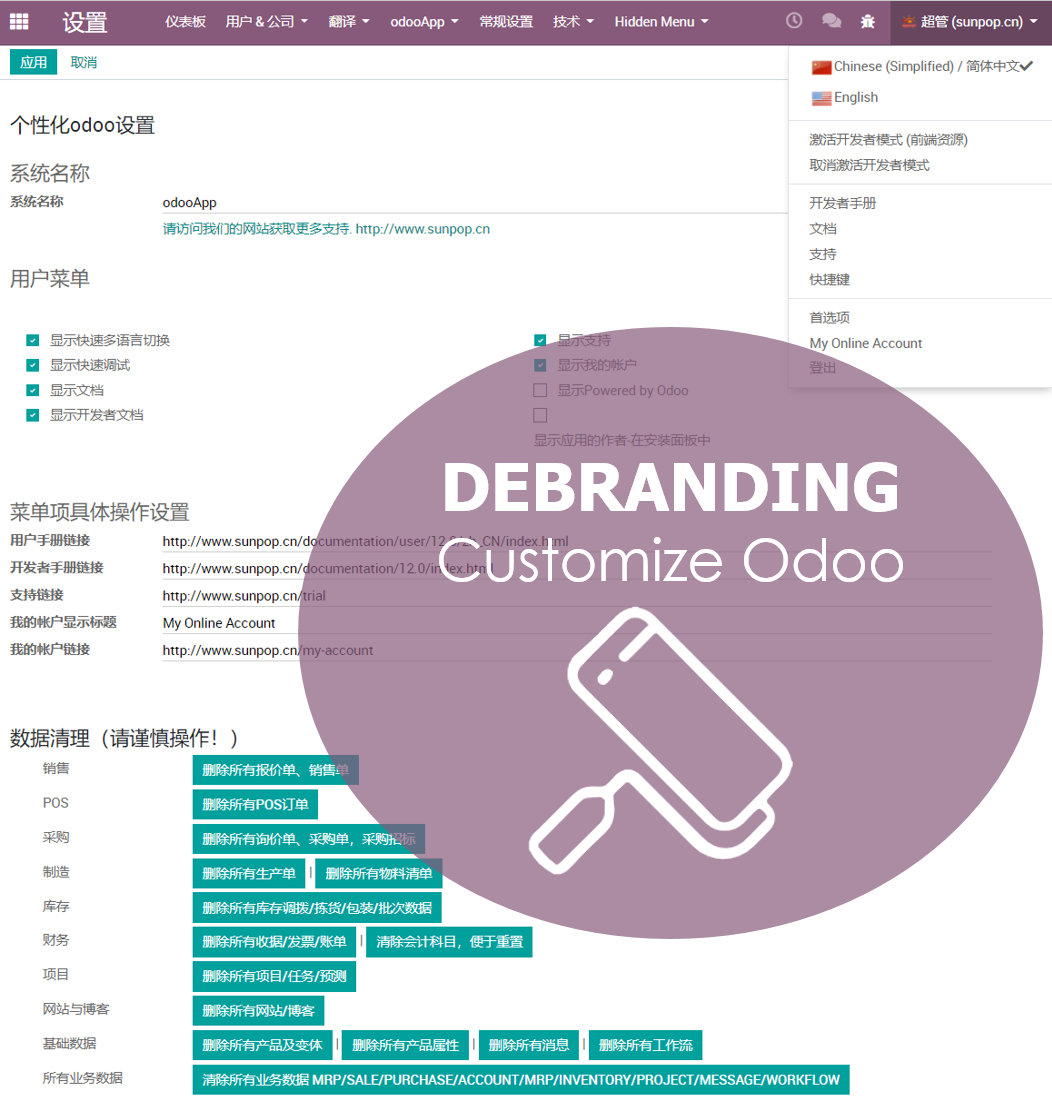 设置 仪表板 用户 & 公司 翻译 odooApp 常规设置 技术 Hidden Menu 超管 (sunpop.cn)
应用 取消
Chinese (Simplified) / 简体中文
English
激活开发者模式 (前端资源)
取消激活开发者模式
开发者手册
文档
支持
快捷键
首选项
My Online Account
登出
个性化odoo设置
系统名称
系统名称 odooApp
请访问我们的网站获取更多支持. http://www.sunpop.cn
用户菜单
显示快速多语言切换 显示支持
显示快速调试 显示我的帐户
显示文档 显示Powered by Odoo
显示开发者文档
显示应用的作者-在安装面板中
DEBRANDING
Customize Odoo
菜单项具体操作设置
用户手册链接 http://www.sunpop.cn/documentation/user/12.0/zh_CN/index.html
开发者手册链接 http://www.sunpop.cn/documentation/12.0/index.html
支持链接 http://www.sunpop.cn/trial
我的帐户显示标题 My Online Account
我的帐户链接 http://www.sunpop.cn/my-account
数据清理（请谨慎操作！）
销售 删除所有报价单、销售单
POS 删除所有POS订单
采购 删除所有询价单、采购单，采购招标
制造 删除所有生产单 | 删除所有物料清单
库存 删除所有库存调拨/拣货/包装/批次数据
财务 删除所有收据/发票/账单 | 清除会计科目，便于重置
项目 删除所有项目/任务/预测
网站与博客 删除所有网站/博客
基础数据 删除所有产品及变体 | 删除所有产品属性 | 删除所有消息 | 删除所有工作流
所有业务数据 清除所有业务数据 MRP/SALE/PURCHASE/ACCOUNT/MRP/INVENTORY/PROJECT/MESSAGE/WORKFLOW